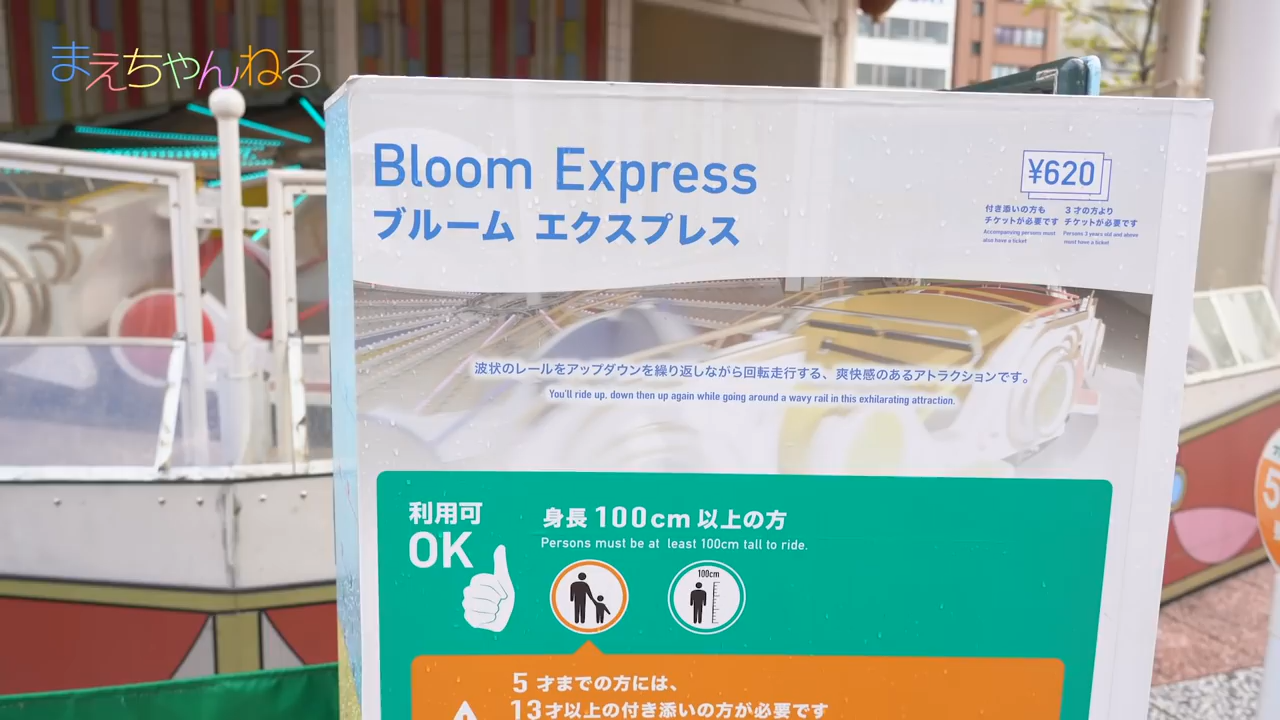 まえちゃんねる
Bloom Express
ブルーム エクスプレス
¥620
付き添いの方も
チケットが必要です
Accompanying persons must
also have a ticket
3才の方より
チケットが必要です
Persons 3 years old and above
must have a ticket
波状のレールをアップダウンを繰り返しながら回転走行する、爽快感のあるアトラクションです。
You'll ride up, down then up again while going around a wavy rail in this exhilarating attraction.
利用可
OK
身長100cm以上の方
Persons must be at least 100cm tall to ride.
100cm
5才までの方には、
13才以上の付き添いの方が必要です
5